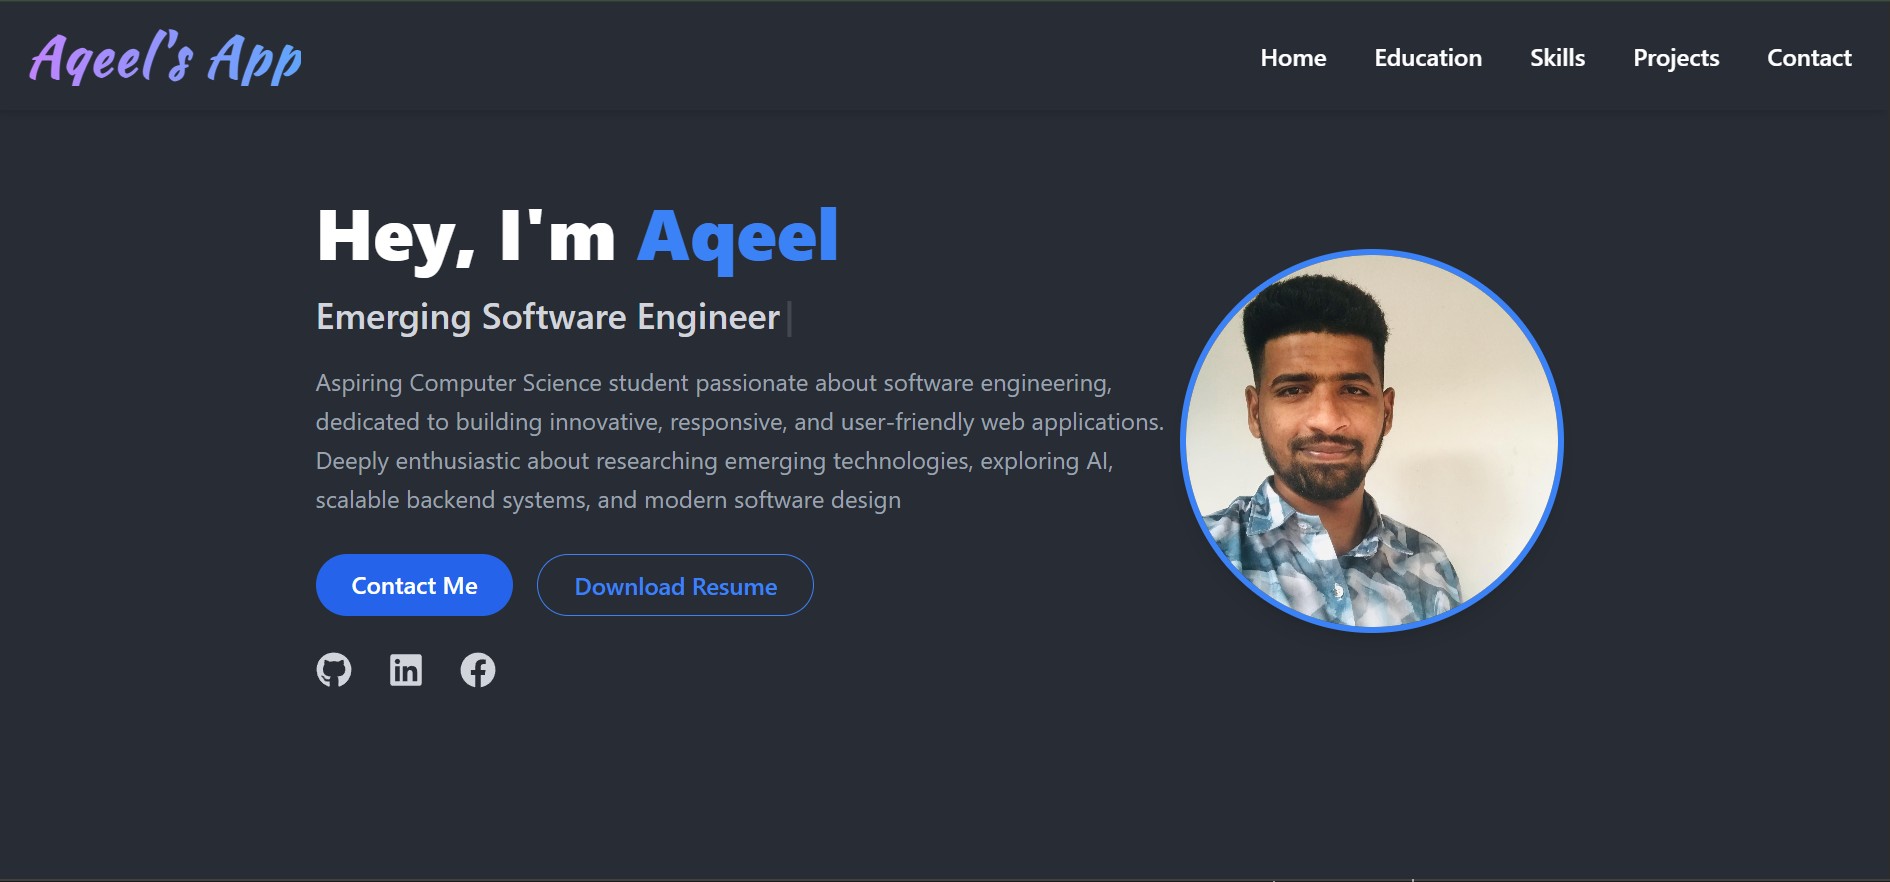 Aqeel's App
Home Education Skills Projects Contact
Hey, I'm Aqeel
Emerging Software Engineer
Aspiring Computer Science student passionate about software engineering,
dedicated to building innovative, responsive, and user-friendly web applications.
Deeply enthusiastic about researching emerging technologies, exploring AI,
scalable backend systems, and modern software design
Contact Me Download Resume